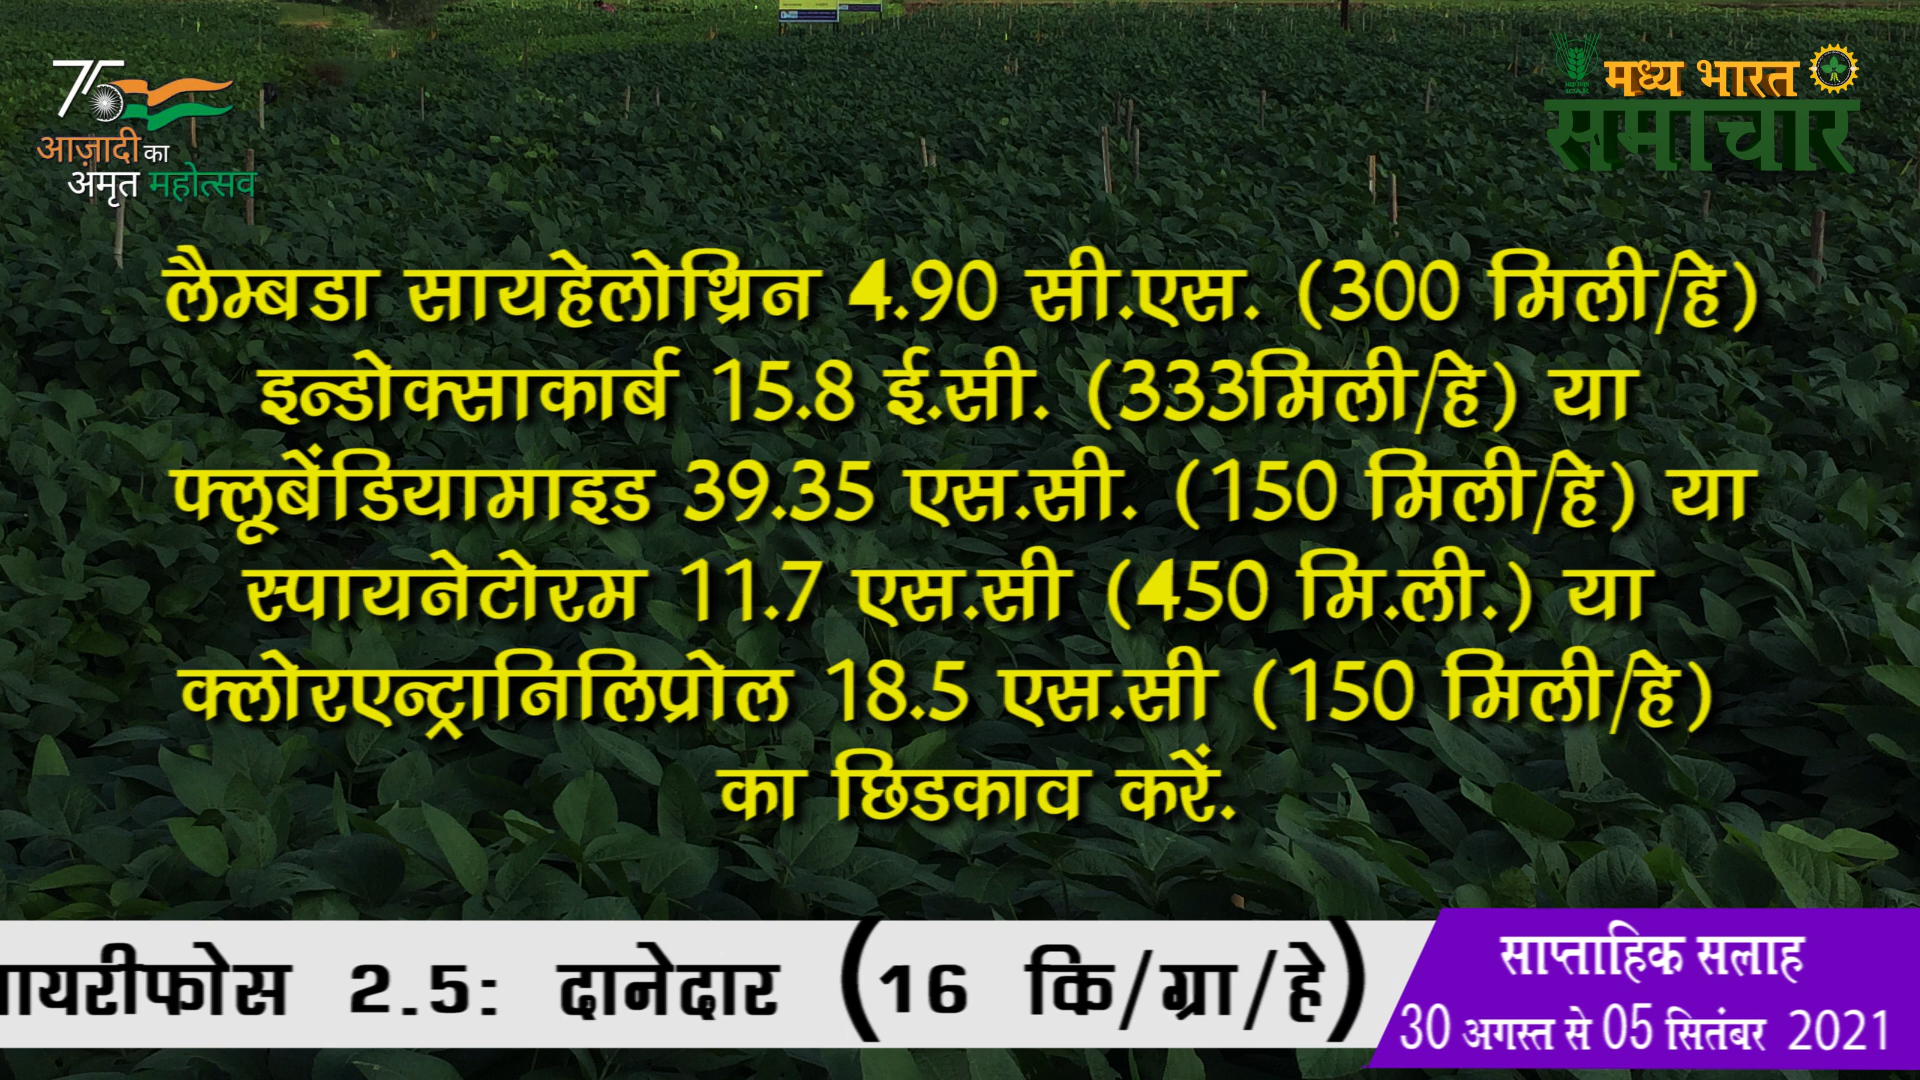 75
आज़ादी का
अमृत महोत्सव
मध्य भारत
समाचार
लैम्बडा सायहेलोथ्रिन 4.90 सी.एस. (300 मिली/हे)
इन्डोक्साकार्ब 15.8 ई.सी. (333मिली/हे) या
फ्लूबेंडियामाइड 39.35 एस.सी. (150 मिली/हे) या
स्पायनेटोरम 11.7 एस.सी (450 मि.ली.) या
क्लोरएन्ट्रानिलिप्रोल 18.5 एस.सी (150 मिली/हे)
का छिडकाव करें.
ायरीफोस 2.5: दानेदार (16 कि/ग्रा/हे)
साप्ताहिक सलाह
30 अगस्त से 05 सितंबर 2021